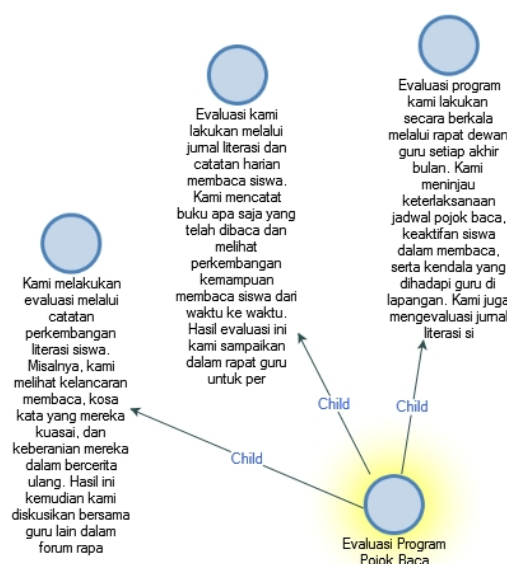 Evaluasi program
kami lakukan
secara berkala
melalui rapat dewan
guru setiap akhir
bulan. Kami
meninjau
keterlaksanaan
jadwal pojok baca,
keaktifan siswa
dalam membaca,
serta kendala yang
dihadapi guru di
lapangan. Kami juga
mengevaluasi jurnal
literasi si
Evaluasi kami
lakukan melalui
jurnal literasi dan
catatan harian
membaca siswa.
Kami mencatat
buku apa saja yang
telah dibaca dan
melihat
perkembangan
kemampuan
membaca siswa dari
waktu ke waktu.
Hasil evaluasi ini
kami sampaikan
dalam rapat guru
untuk per
Kami melakukan
evaluasi melalui
catatan
perkembangan
literasi siswa.
Misalnya, kami
melihat kelancaran
membaca, kosa
kata yang mereka
kuasai, dan
keberanian mereka
dalam bercerita
ulang. Hasil ini
kemudian kami
diskusikan bersama
guru lain dalam
forum rapa
Child
Child
Child
Evaluasi Program
Pojok Baca